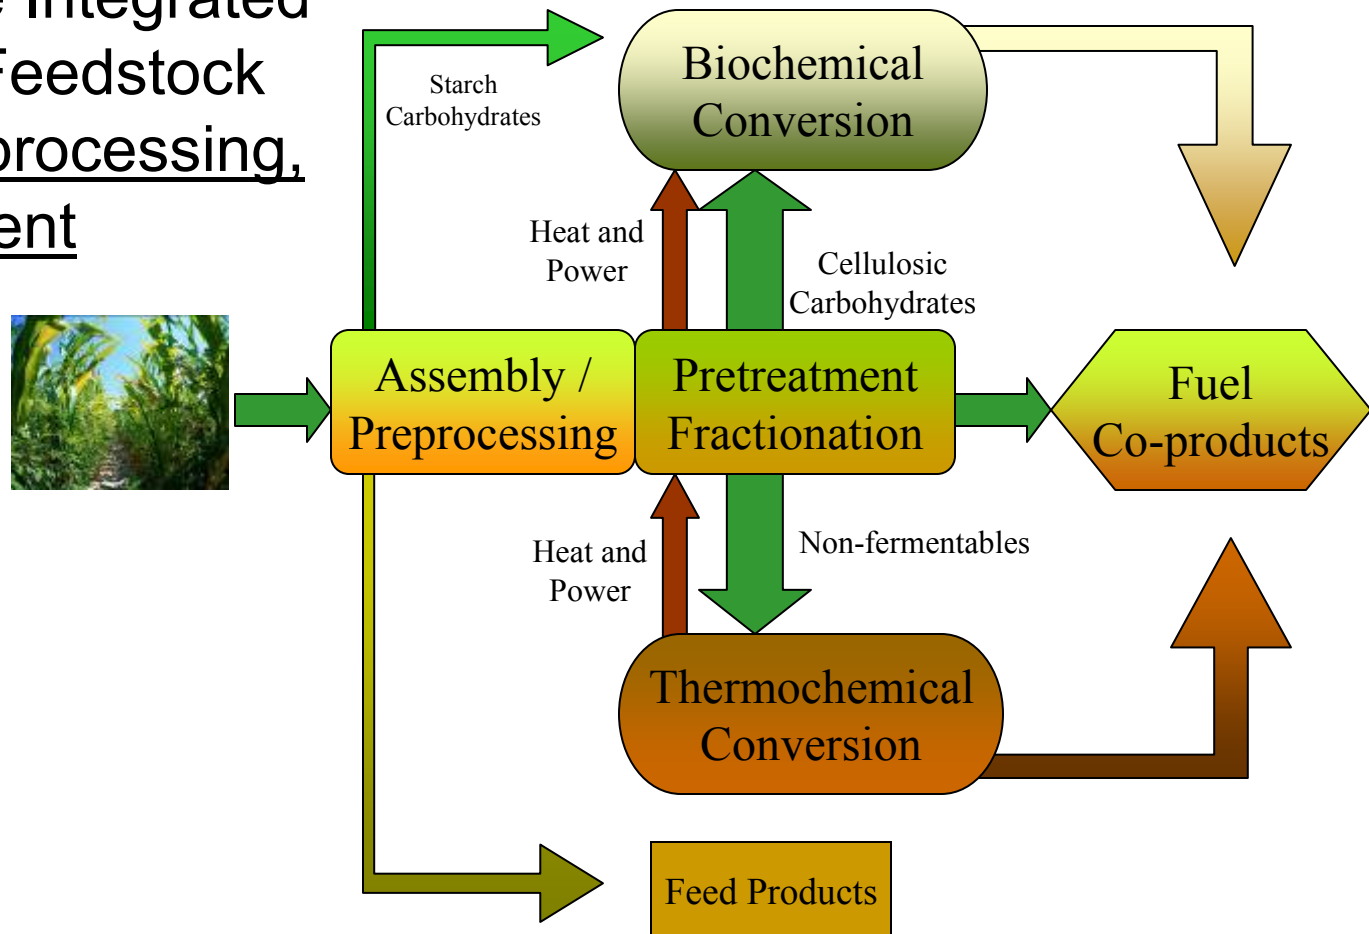 Integrated
Feedstock
processing,
Starch
Carbohydrates
Biochemical
Conversion
Heat and
Power
Cellulosic
Carbohydrates
Assembly /
Preprocessing
Pretreatment
Fractionation
Fuel
Co-products
Heat and
Power
Non-fermentables
Thermochemical
Conversion
Feed Products